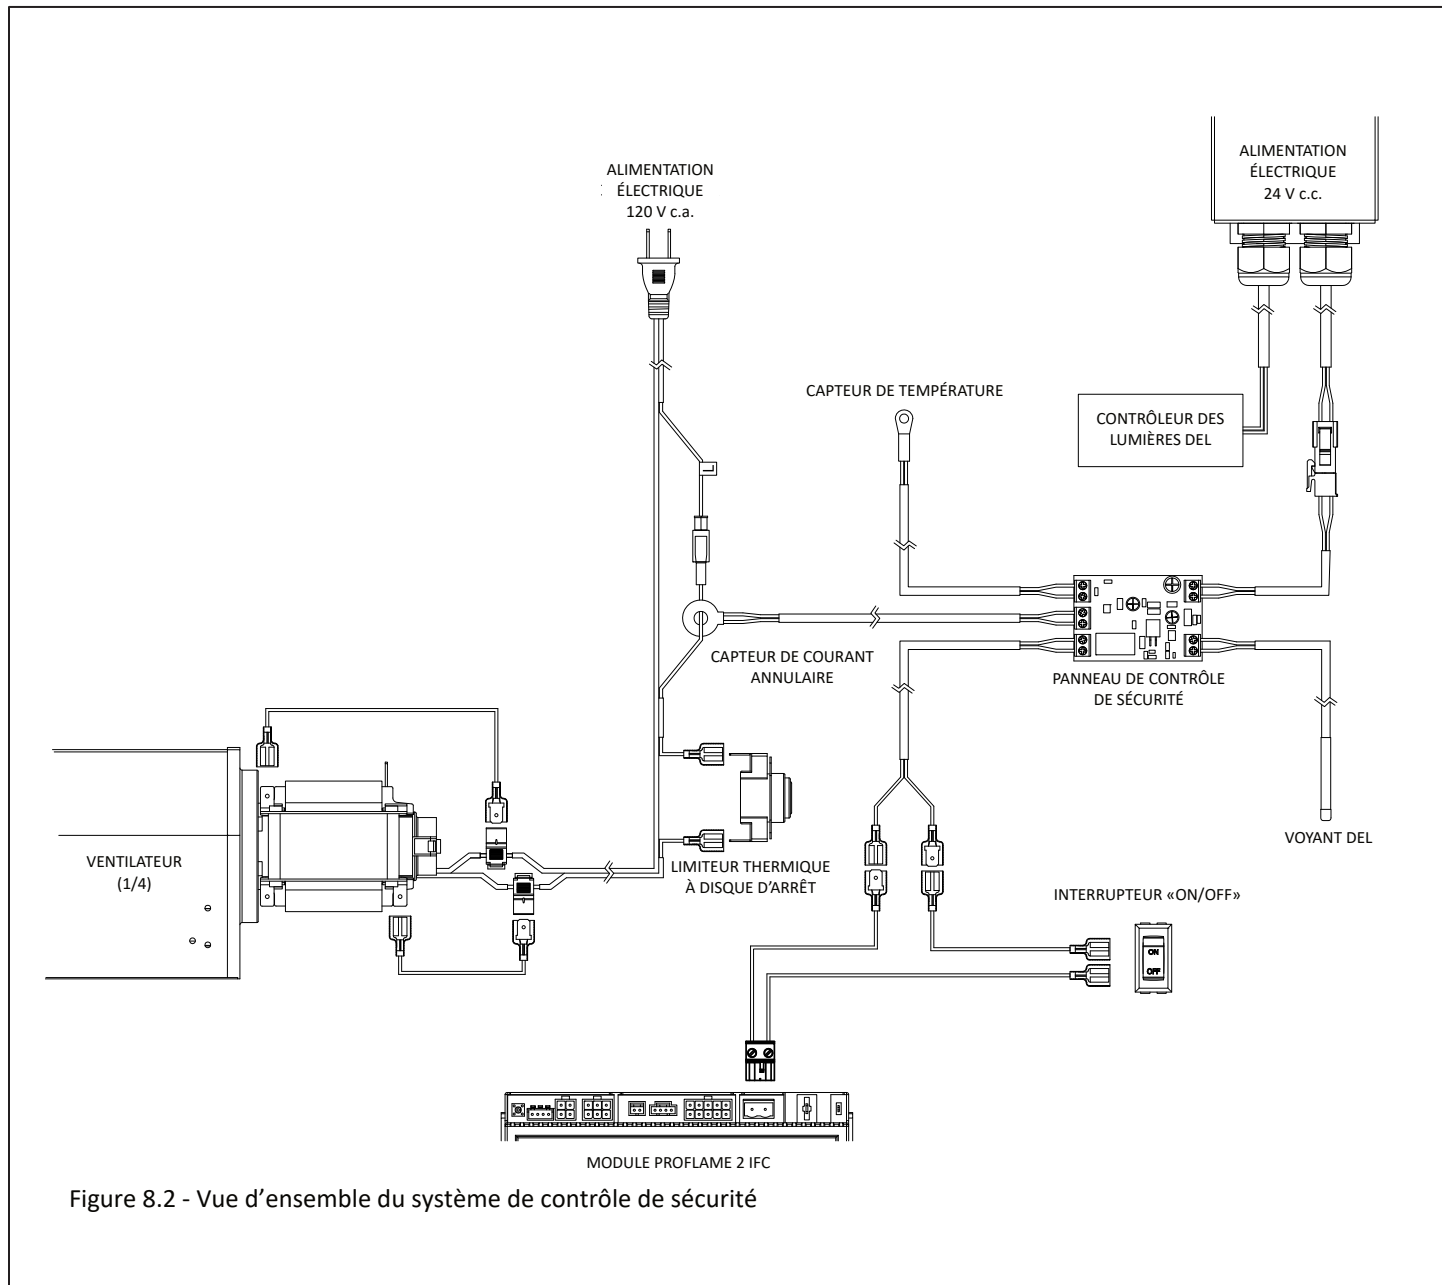 ALIMENTATION
ÉLECTRIQUE
120 V c.a.
ALIMENTATION
ÉLECTRIQUE
24 V c.c.
CAPTEUR DE TEMPÉRATURE
CONTRÔLEUR DES
LUMIÈRES DEL
L
CAPTEUR DE COURANT
ANNULAIRE
PANNEAU DE CONTRÔLE
DE SÉCURITÉ
VENTILATEUR
(1/4)
LIMITEUR THERMIQUE
À DISQUE D’ARRÊT
VOYANT DEL
INTERRUPTEUR «ON/OFF»
ON
OFF
MODULE PROFLAME 2 IFC
Figure 8.2 - Vue d’ensemble du système de contrôle de sécurité